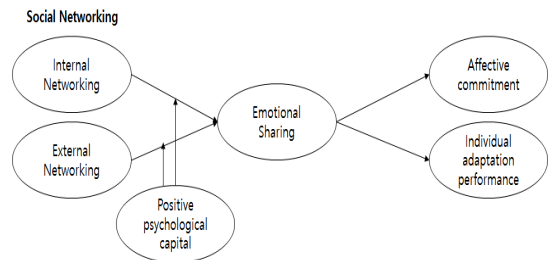 Social Networking
Internal
Networking
External
Networking
Positive
psychological
capital
Emotional
Sharing
Affective
commitment
Individual
adaptation
performance